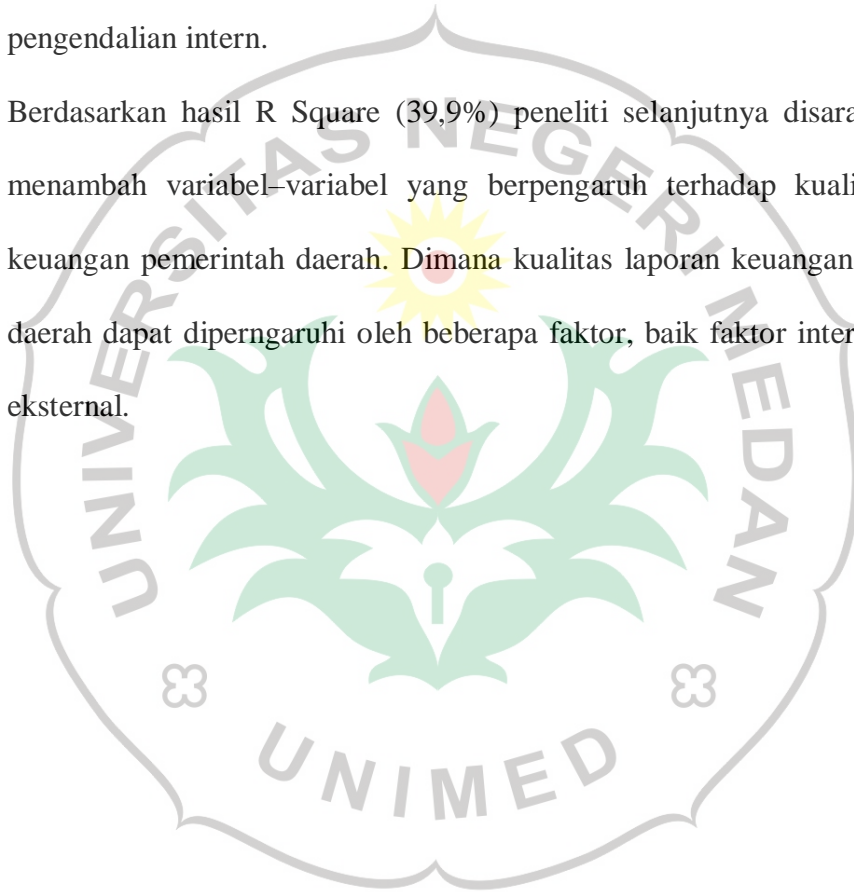 pengendalian intern.
Berdasarkan hasil R Square (39,9%) peneliti selanjutnya disara
menambah variabel–variabel yang berpengaruh terhadap kuali
keuangan pemerintah daerah. Dimana kualitas laporan keuangan
daerah dapat diperngaruhi oleh beberapa faktor, baik faktor inter
eksternal.
UNIVERSITAS NEGERI MEDAN
UNIMED